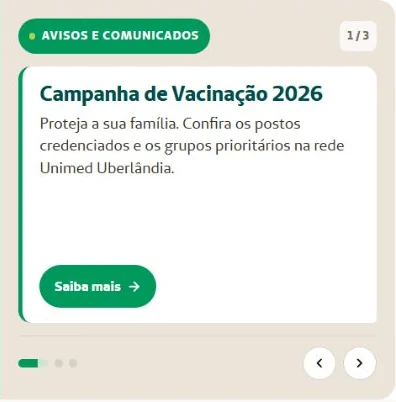 AVISOS E COMUNICADOS
1 / 3
Campanha de Vacinação 2026
Proteja a sua família. Confira os postos
credenciados e os grupos prioritários na rede
Unimed Uberlândia.
Saiba mais →